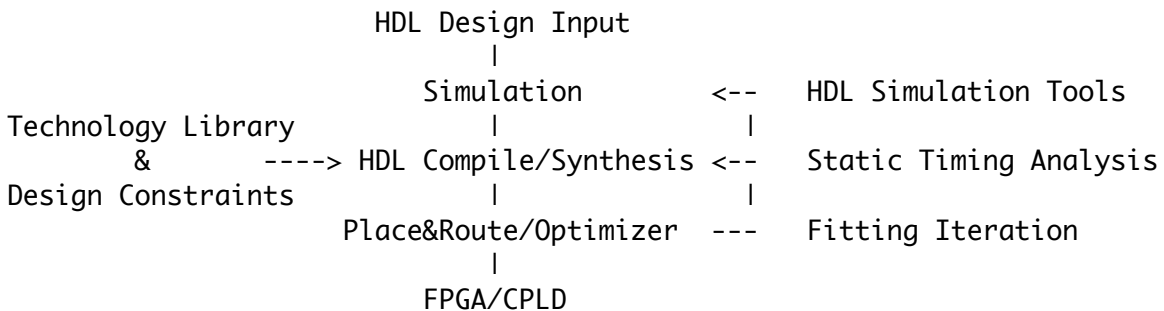 HDL Design Input
|
Simulation <-- HDL Simulation Tools
Technology Library | |
& ----> HDL Compile/Synthesis <-- Static Timing Analysis
Design Constraints | |
Place&Route/Optimizer --- Fitting Iteration
|
FPGA/CPLD